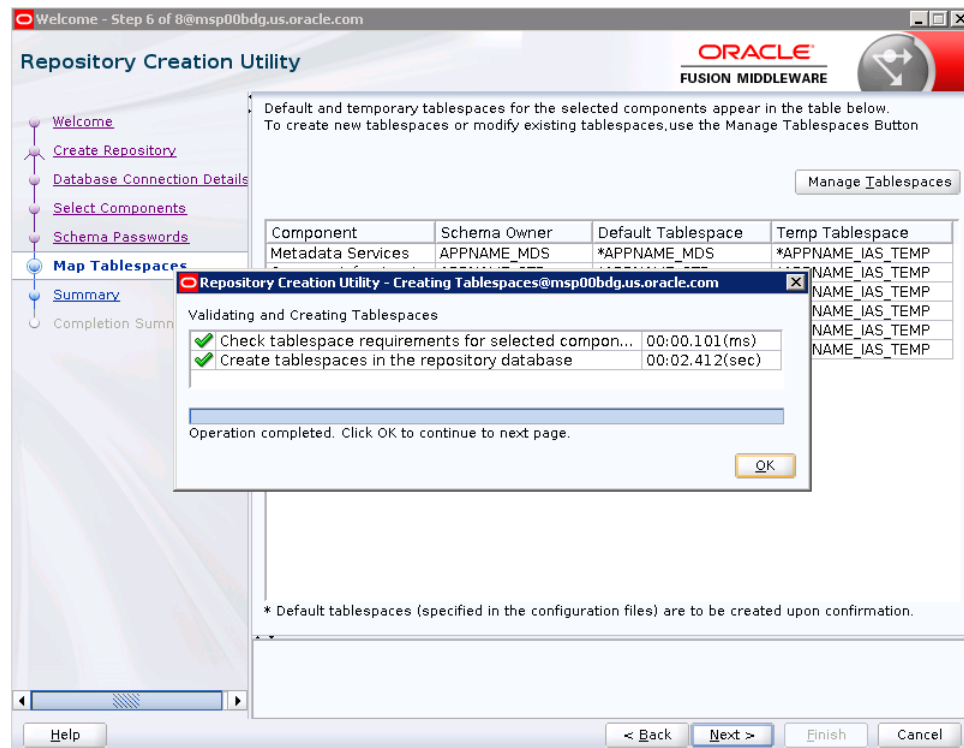 Welcome - Step 6 of 8@msp00bdg.us.oracle.com
Repository Creation Utility
ORACLE
FUSION MIDDLEWARE
Welcome
Create Repository
Database Connection Details
Select Components
Schema Passwords
Map Tablespaces
Summary
Completion Summ
Default and temporary tablespaces for the selected components appear in the table below.
To create new tablespaces or modify existing tablespaces,use the Manage Tablespaces Button
Manage Tablespaces
Component Schema Owner Default Tablespace Temp Tablespace
Metadata Services APPNAME_MDS *APPNAME_MDS *APPNAME_IAS_TEMP
NAME_IAS_TEMP
NAME_IAS_TEMP
NAME_IAS_TEMP
NAME_IAS_TEMP
NAME_IAS_TEMP
Repository Creation Utility - Creating Tablespaces@msp00bdg.us.oracle.com
Validating and Creating Tablespaces
Check tablespace requirements for selected compon... 00:00.101(ms)
Create tablespaces in the repository database 00:02.412(sec)
Operation completed. Click OK to continue to next page.
OK
* Default tablespaces (specified in the configuration files) are to be created upon confirmation.
Help
< Back
Next >
Finish
Cancel